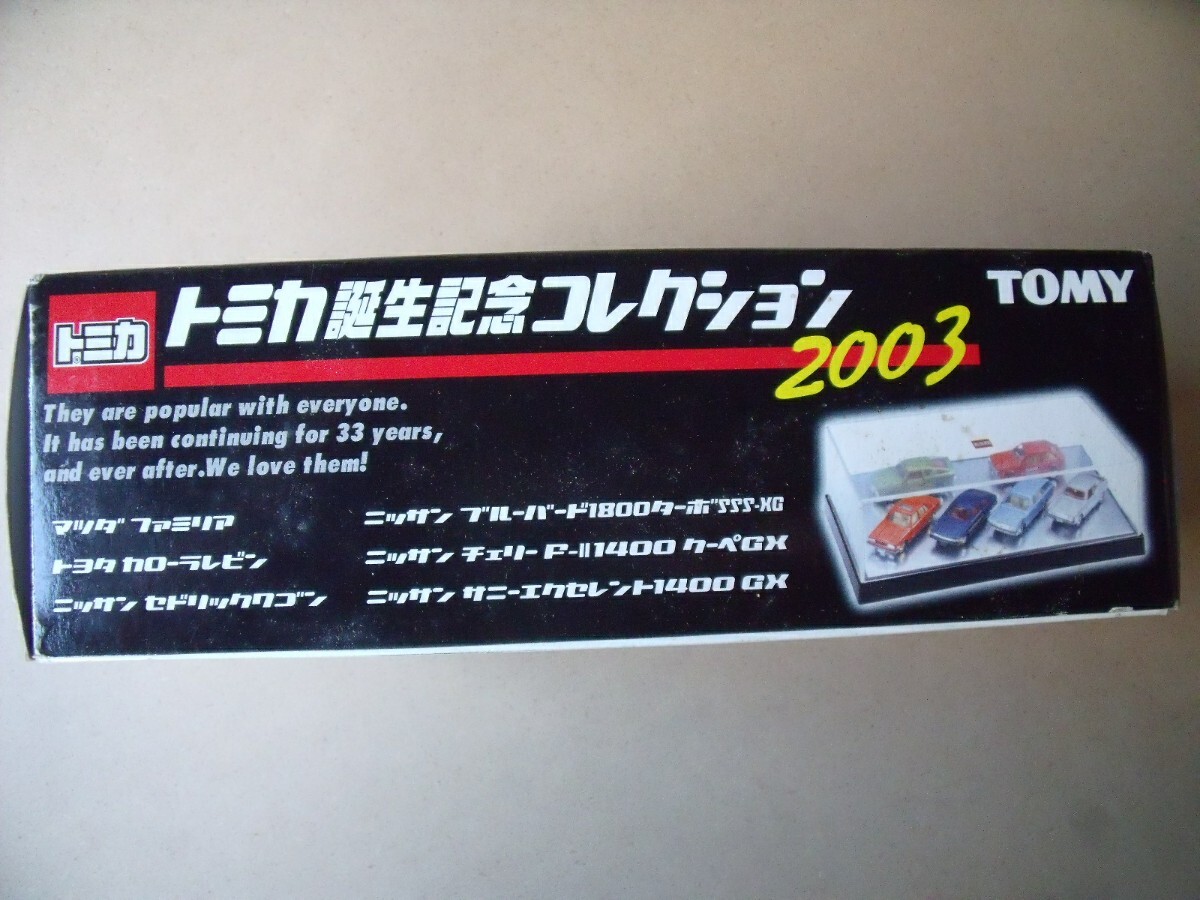 トミカ
トミカ誕生記念コレクション
2003
TOMY
They are popular with everyone.
It has been continuing for 33 years,
and ever after.We love them!
マツダ ファミリア
トヨタ カローラレビン
ニッサン セドリックワゴン
ニッサン ブルーバード1800ターボSSS-XG
ニッサン チェリー F-II1400 クーペGX
ニッサン サニーエクセレント1400 GX